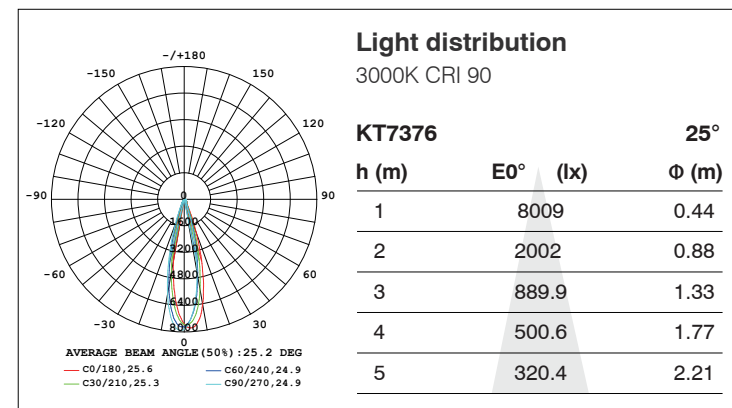 -/+180
-150 150
-120 120
-90 90
-60 60
-30 30
0
0
1600
3200
4800
6400
8000
AVERAGE BEAM ANGLE(50%):25.2 DEG
C0/180,25.6 C60/240,24.9
C30/210,25.3 C90/270,24.9
Light distribution
3000K CRI 90
KT7376 25°
h (m) E0° (lx) Φ (m)
1 8009 0.44
2 2002 0.88
3 889.9 1.33
4 500.6 1.77
5 320.4 2.21